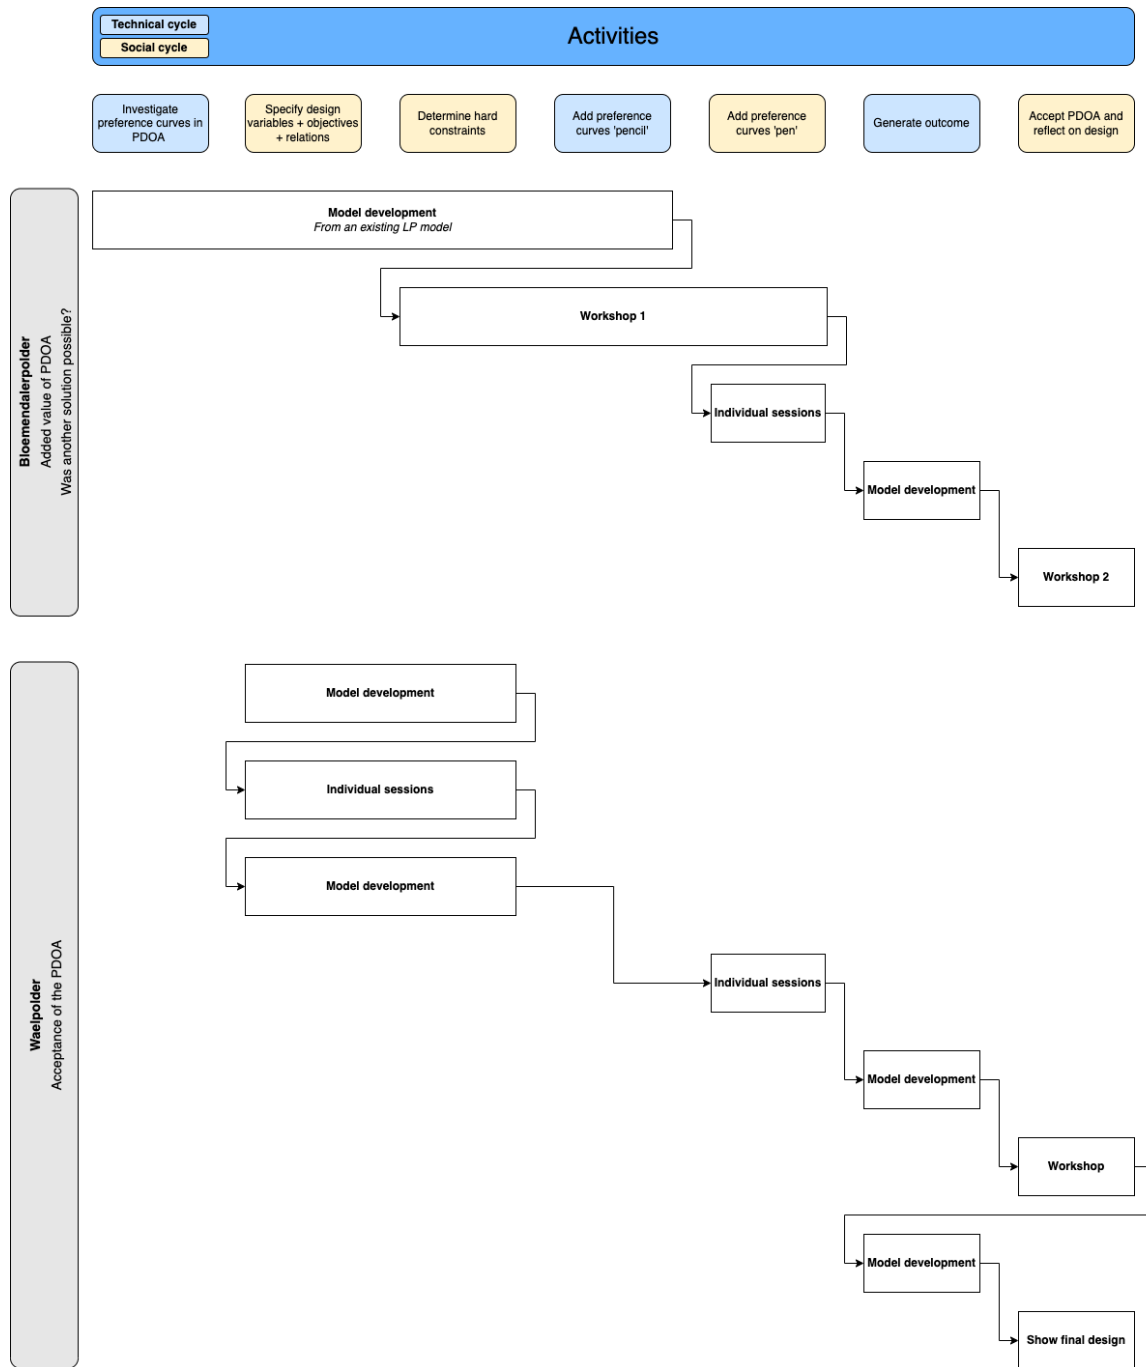 Technical cycle
Social cycle
Activities
Investigate
preference curves in
PDOA
Specify design
variables + objectives
+ relations
Determine hard
constraints
Add preference
curves 'pencil'
Add preference
curves 'pen'
Generate outcome
Accept PDOA and
reflect on design
Bloemendalerpolder
Added value of PDOA
Was another solution possible?
Model development
From an existing LP model
Workshop 1
Individual sessions
Model development
Workshop 2
Waelpolder
Acceptance of the PDOA
Model development
Individual sessions
Model development
Individual sessions
Model development
Workshop
Model development
Show final design